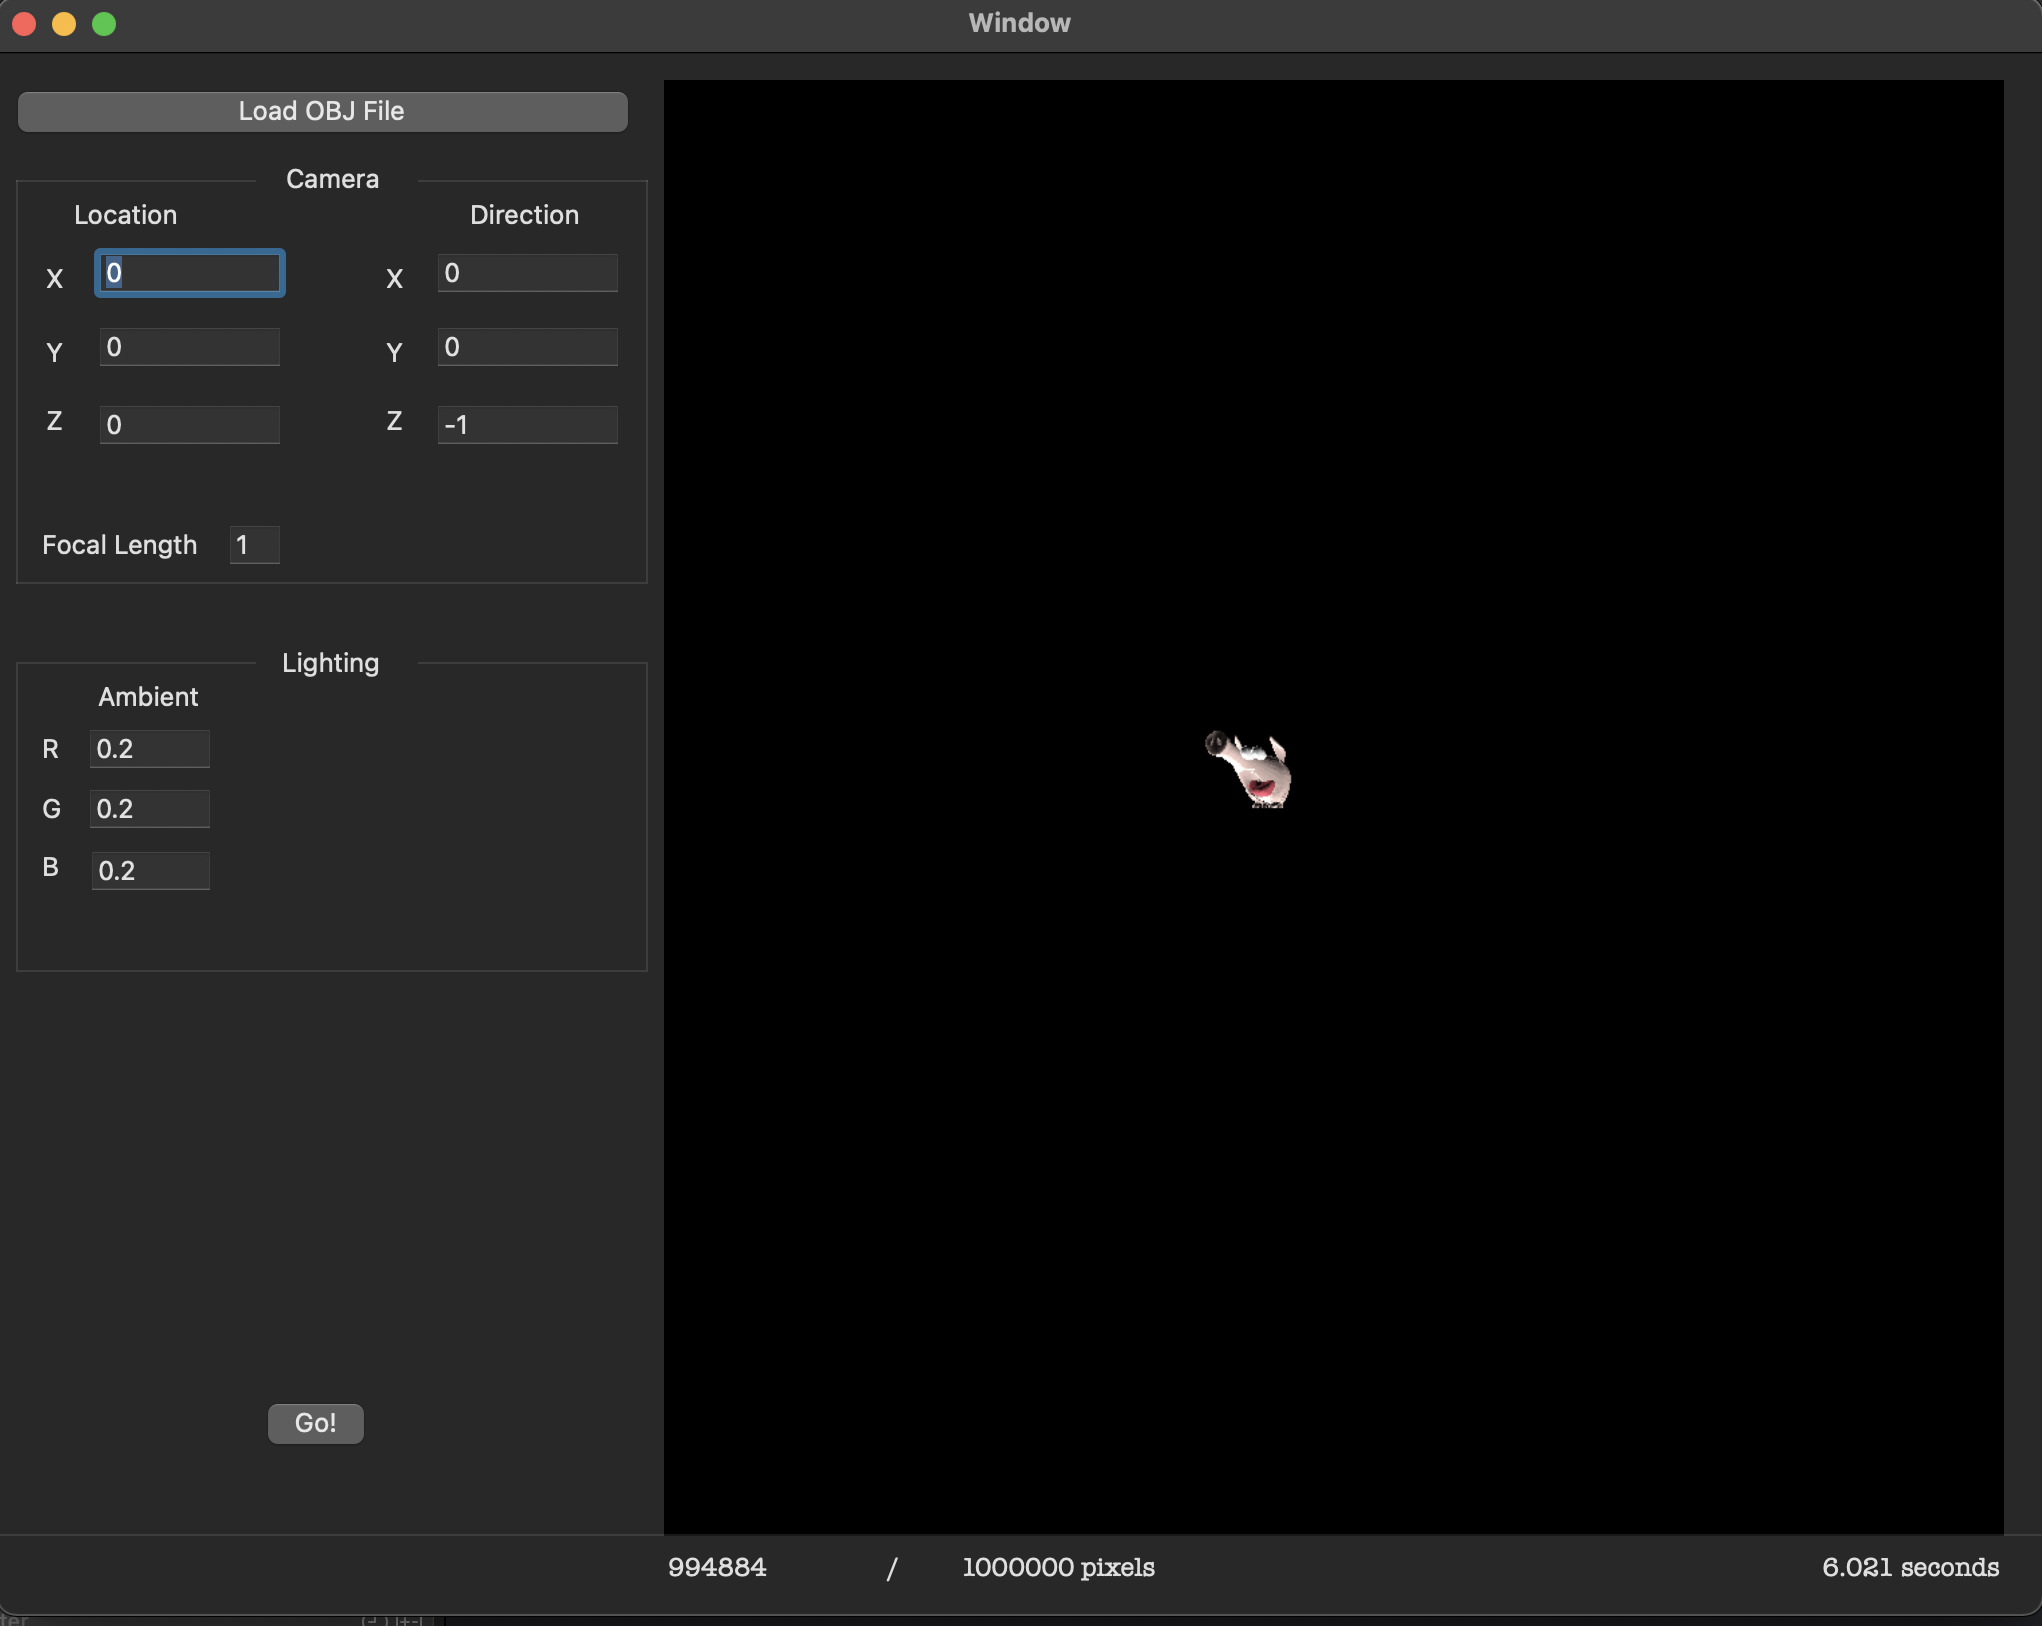 Window
Load OBJ File
Camera
Location Direction
X 0 X 0
Y 0 Y 0
Z 0 Z -1
Focal Length 1
Lighting
Ambient
R 0.2
G 0.2
B 0.2
Go!
994884 / 1000000 pixels 6.021 seconds